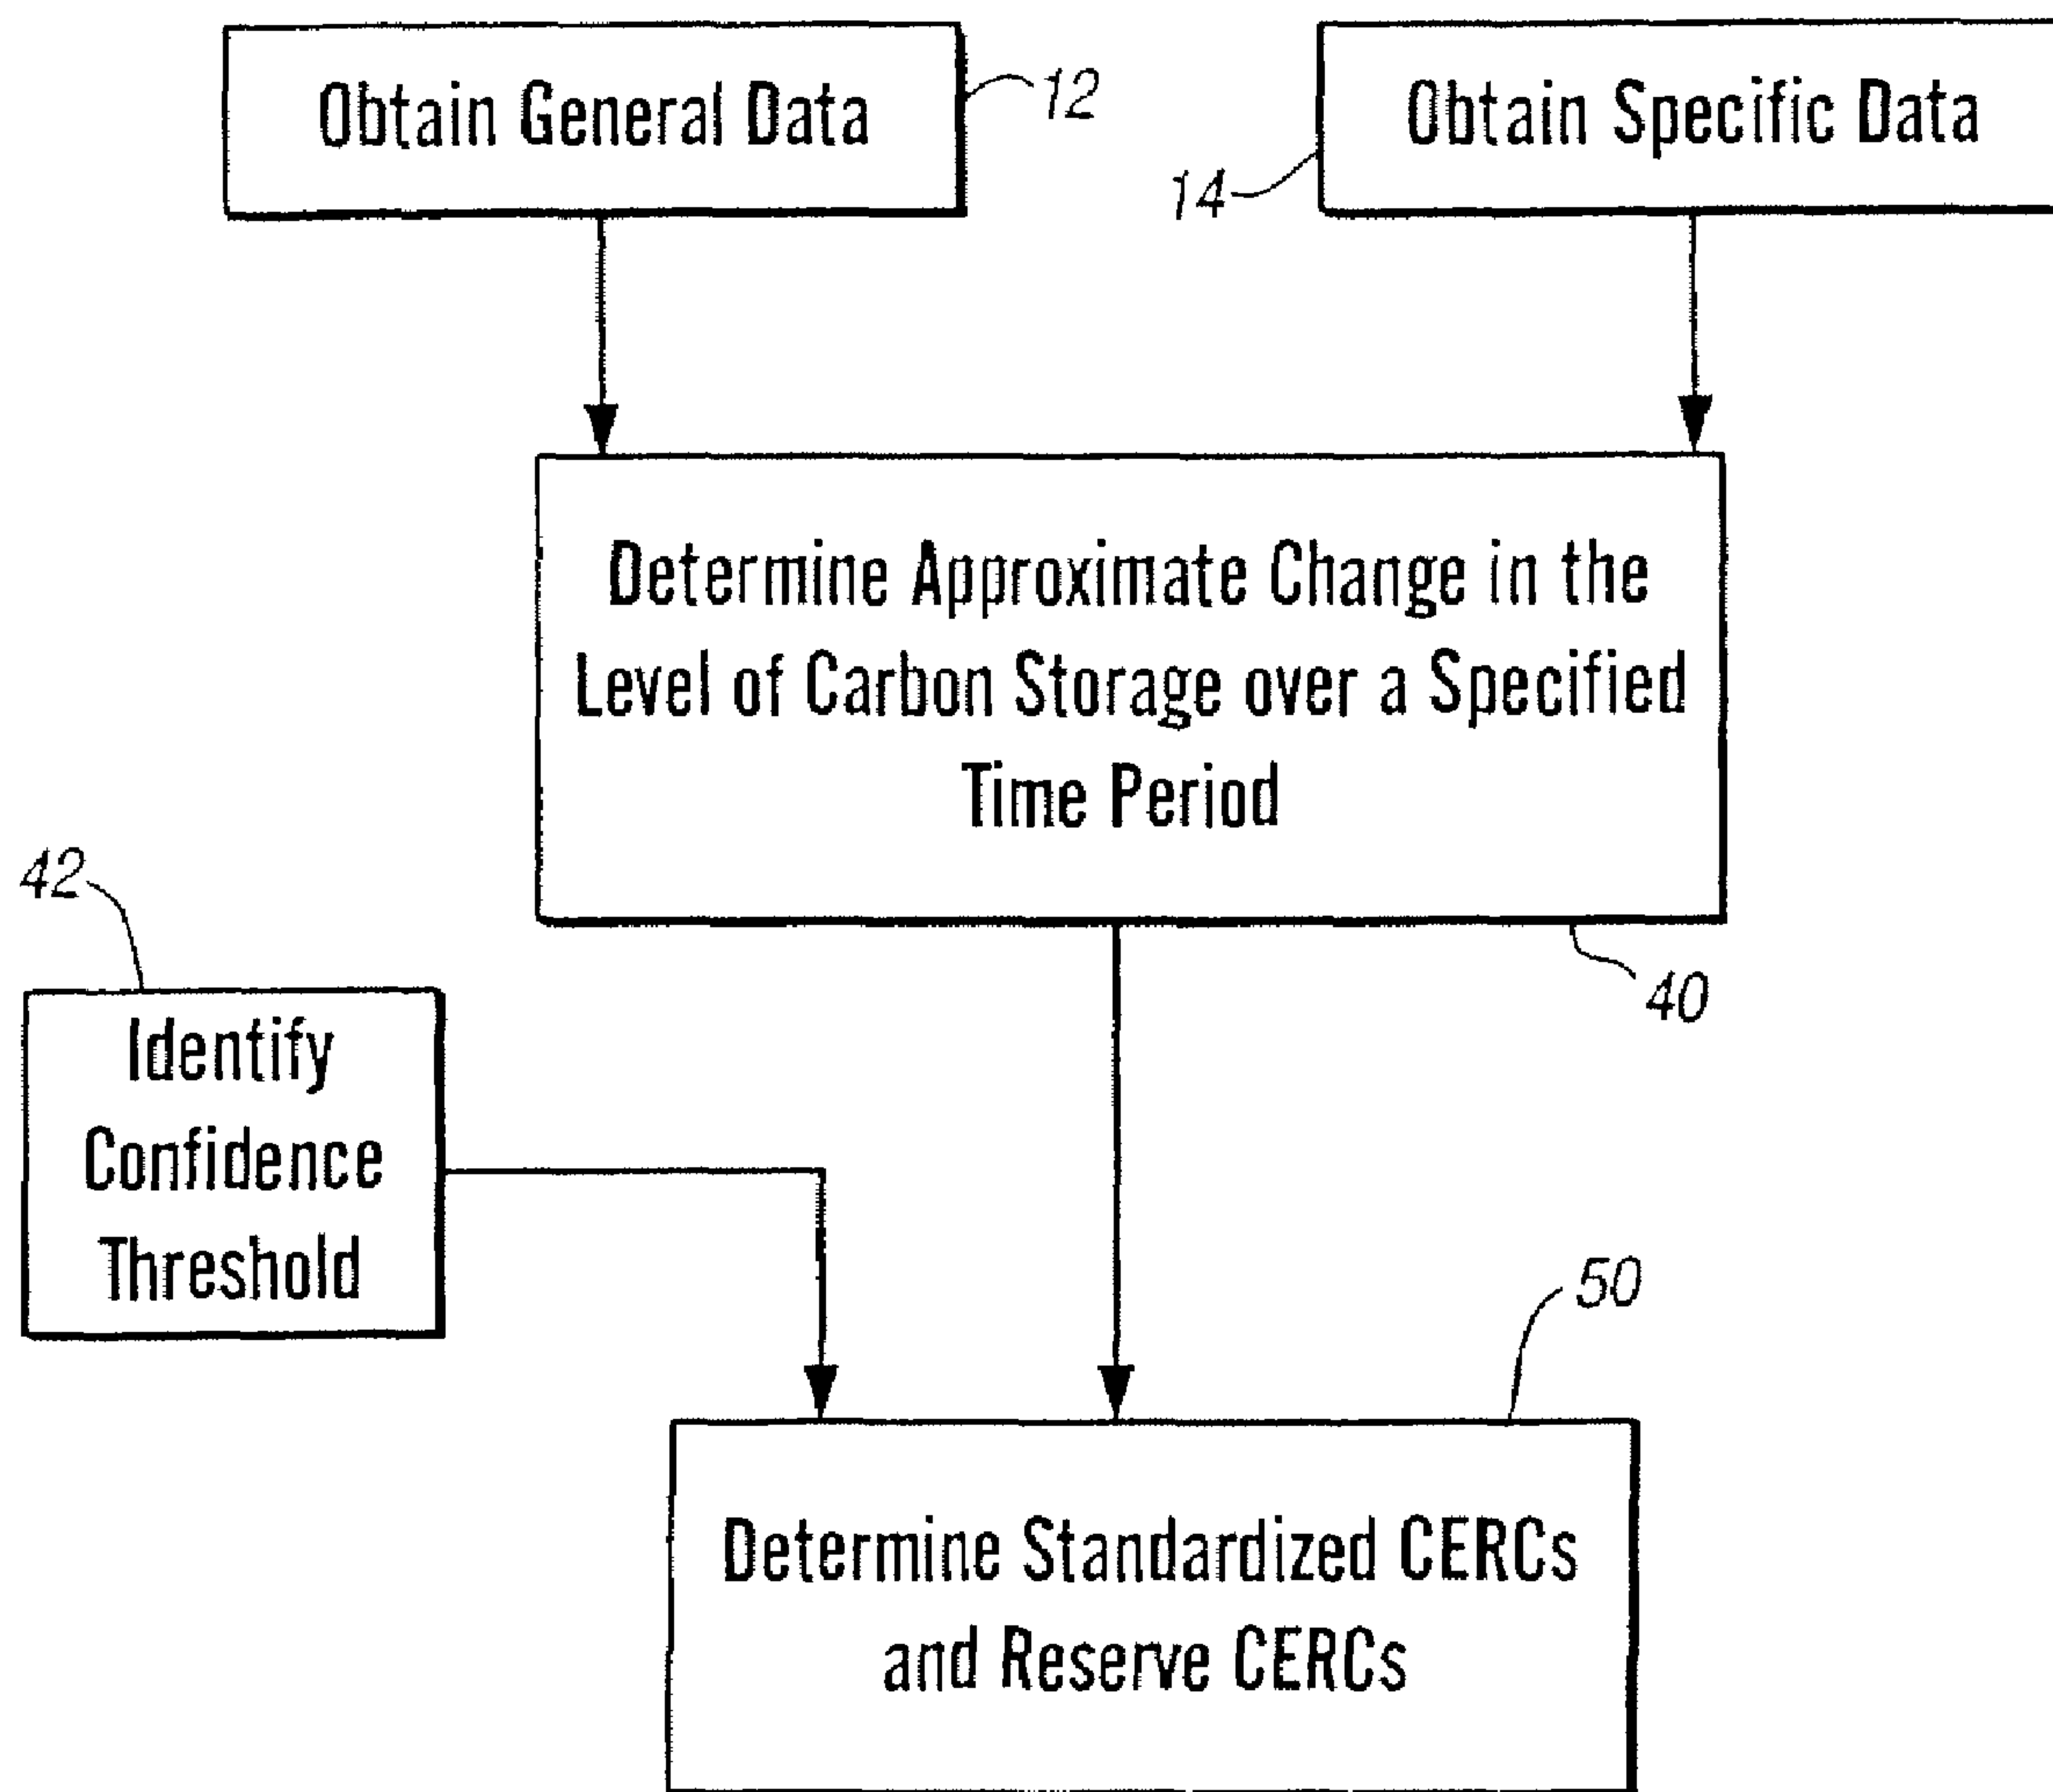 Obtain General Data
12
Obtain Specific Data
14
Determine Approximate Change in the
Level of Carbon Storage over a Specified
Time Period
40
42
Identify
Confidence
Threshold
50
Determine Standardized CERCs
and Reserve CERCs